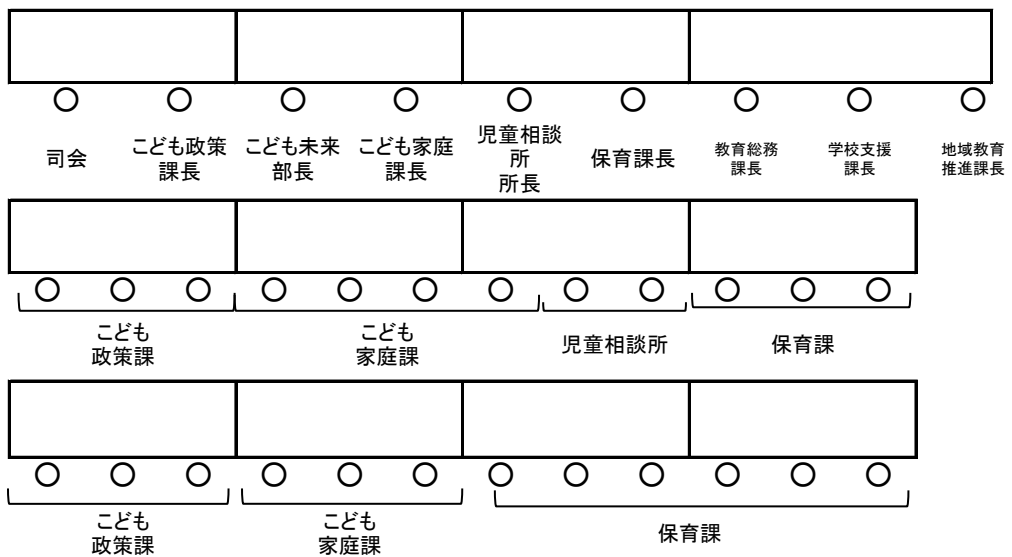 司会
こども政策
課長
こども未来
部長
こども家庭
課長
児童相談
所
所長
保育課長
教育総務
課長
学校支援
課長
地域教育
推進課長
こども
政策課
こども
家庭課
児童相談所
保育課
こども
政策課
こども
家庭課
保育課